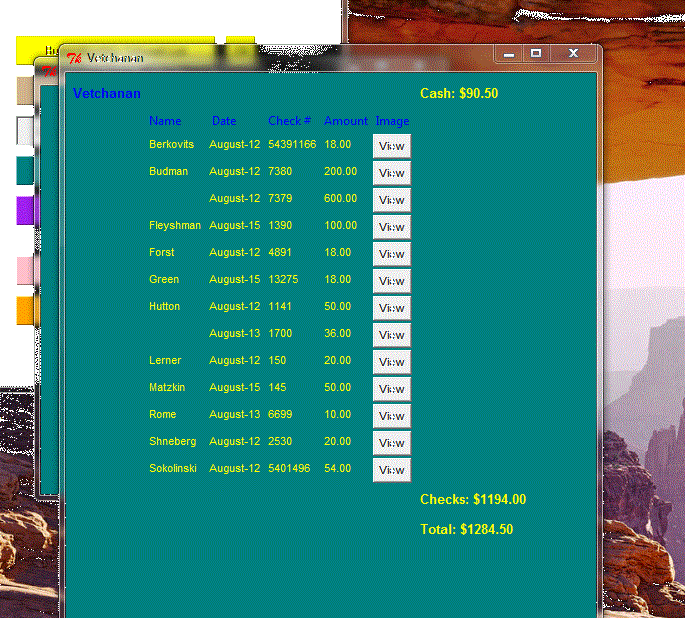 Vetchanan
Vetchanan
Cash: $90.50
Name Date Check # Amount Image
Berkovits August-12 54391166 18.00 View
Budman August-12 7380 200.00 View
August-12 7379 600.00 View
Fleyshman August-15 1390 100.00 View
Forst August-12 4891 18.00 View
Green August-15 13275 18.00 View
Hutton August-12 1141 50.00 View
August-13 1700 36.00 View
Lerner August-12 150 20.00 View
Matzkin August-15 145 50.00 View
Rome August-13 6699 10.00 View
Shneberg August-12 2530 20.00 View
Sokolinski August-12 5401496 54.00 View
Checks: $1194.00
Total: $1284.50